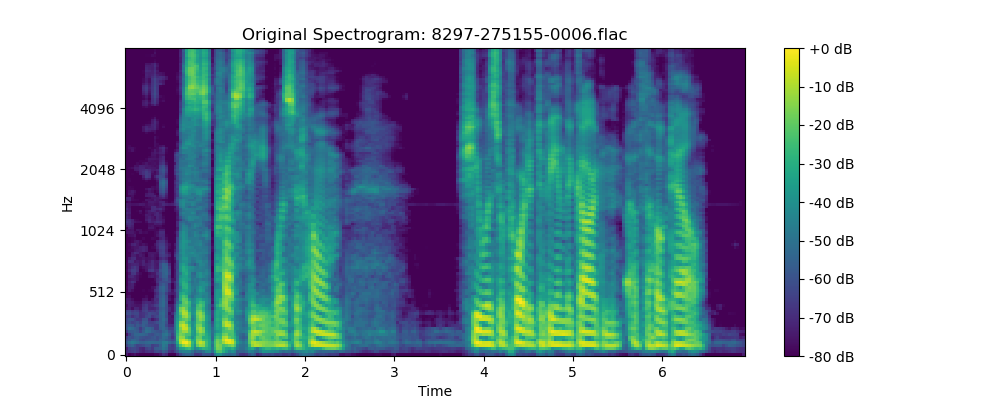 Original Spectrogram: 8297-275155-0006.flac
Hz
4096
2048
1024
512
0
0 1 2 3 4 5 6
Time
+0 dB
-10 dB
-20 dB
-30 dB
-40 dB
-50 dB
-60 dB
-70 dB
-80 dB